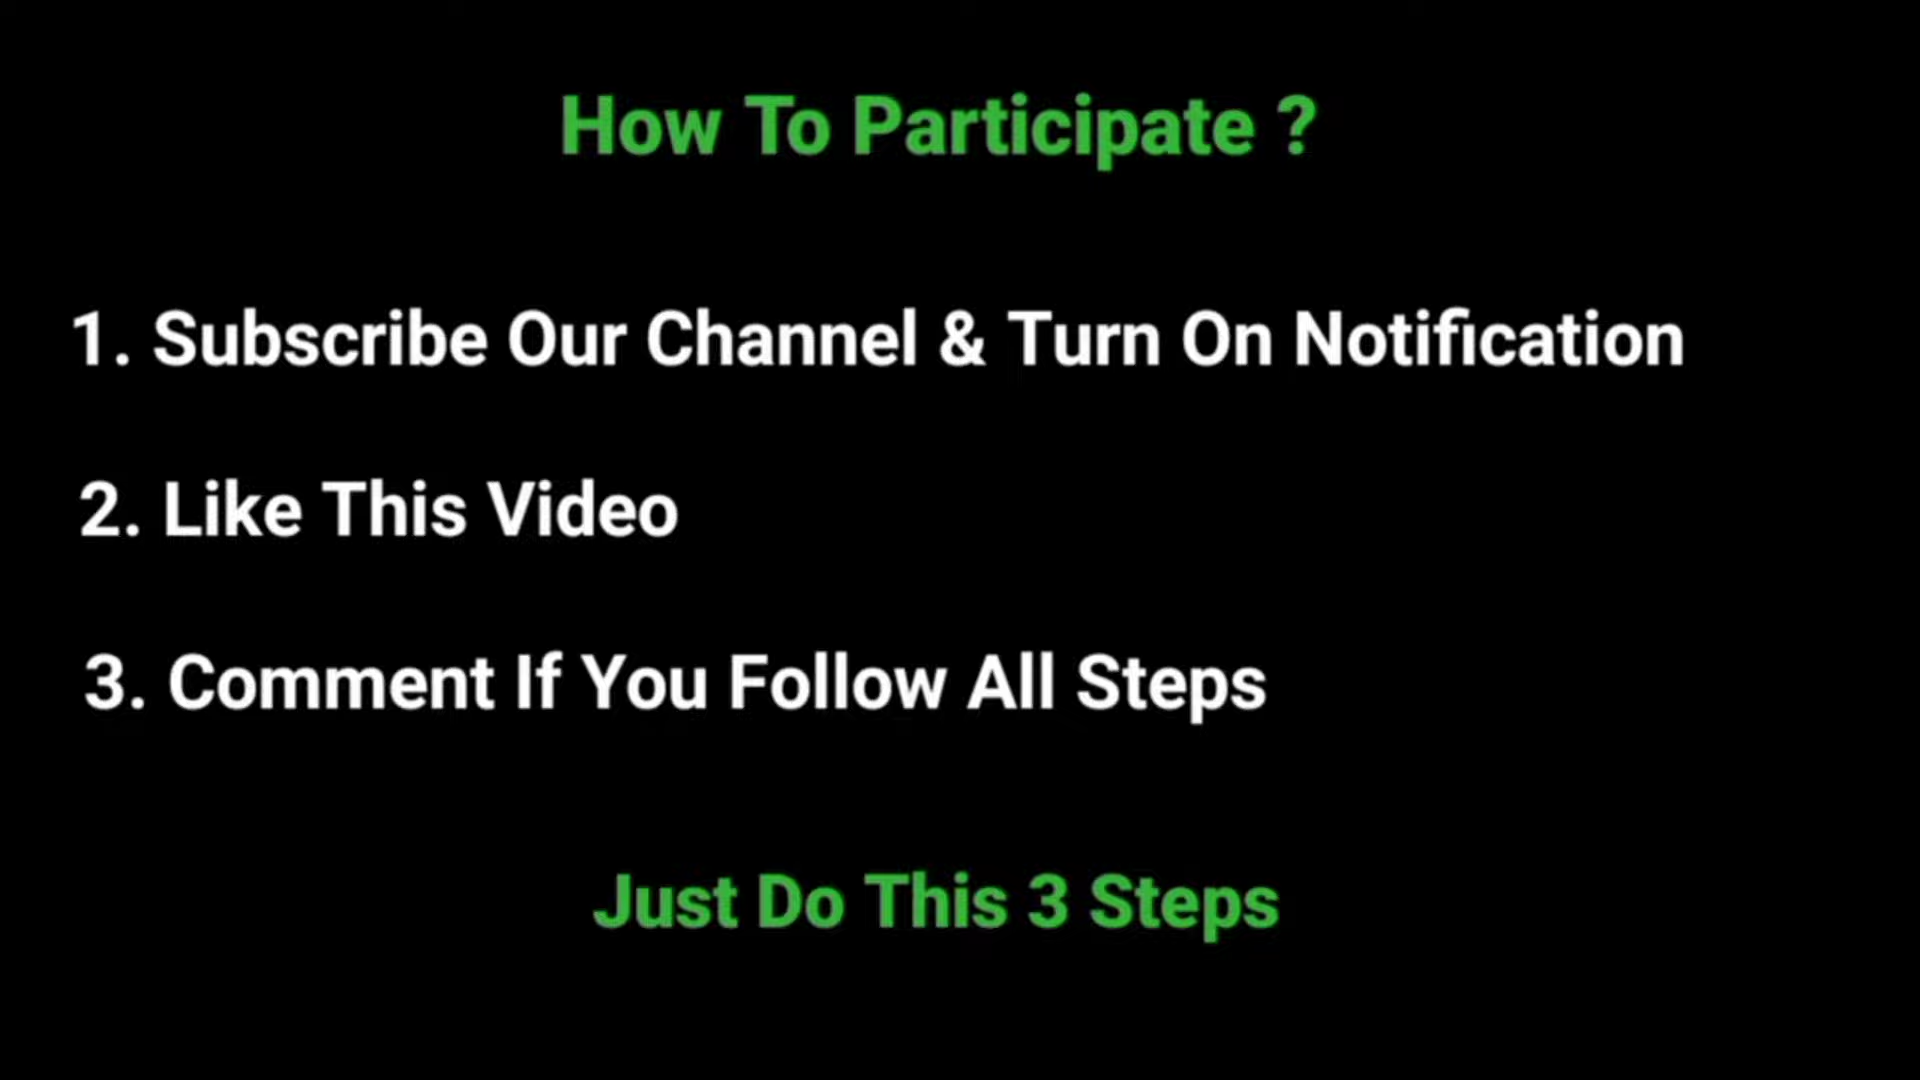 How To Participate ?
1. Subscribe Our Channel & Turn On Notification
2. Like This Video
3. Comment If You Follow All Steps
Just Do This 3 Steps